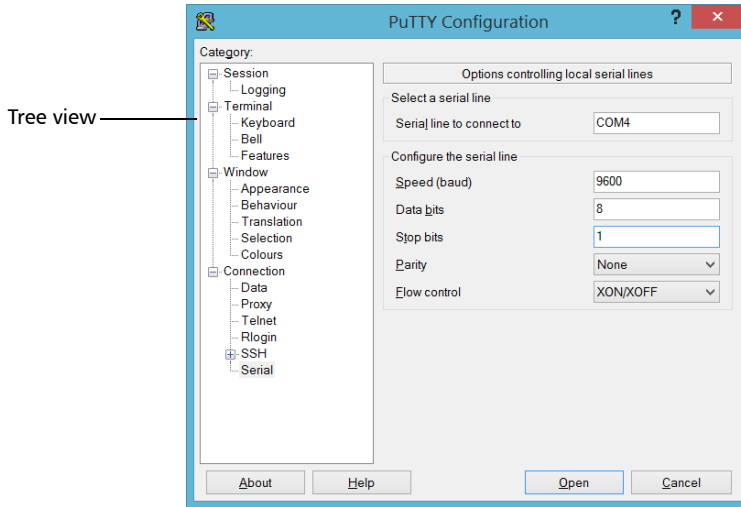 PuTTY Configuration
?
×
Category:
Session
Logging
Terminal
Keyboard
Bell
Features
Window
Appearance
Behaviour
Translation
Selection
Colours
Connection
Data
Proxy
Telnet
Rlogin
SSH
Serial
Tree view
Options controlling local serial lines
Select a serial line
Serial line to connect to COM4
Configure the serial line
Speed (baud) 9600
Data bits 8
Stop bits 1
Parity None
Flow control XON/XOFF
About Help Open Cancel